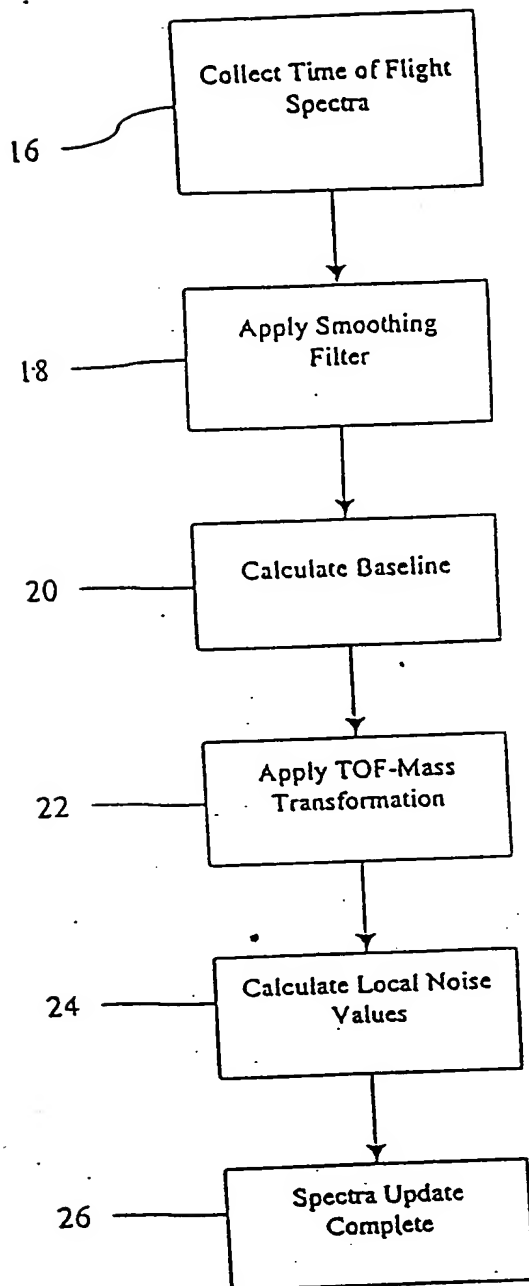 Collect Time of Flight
Spectra
16
Apply Smoothing
Filter
18
Calculate Baseline
20
Apply TOF-Mass
Transformation
22
Calculate Local Noise
Values
24
Spectra Update
Complete
26